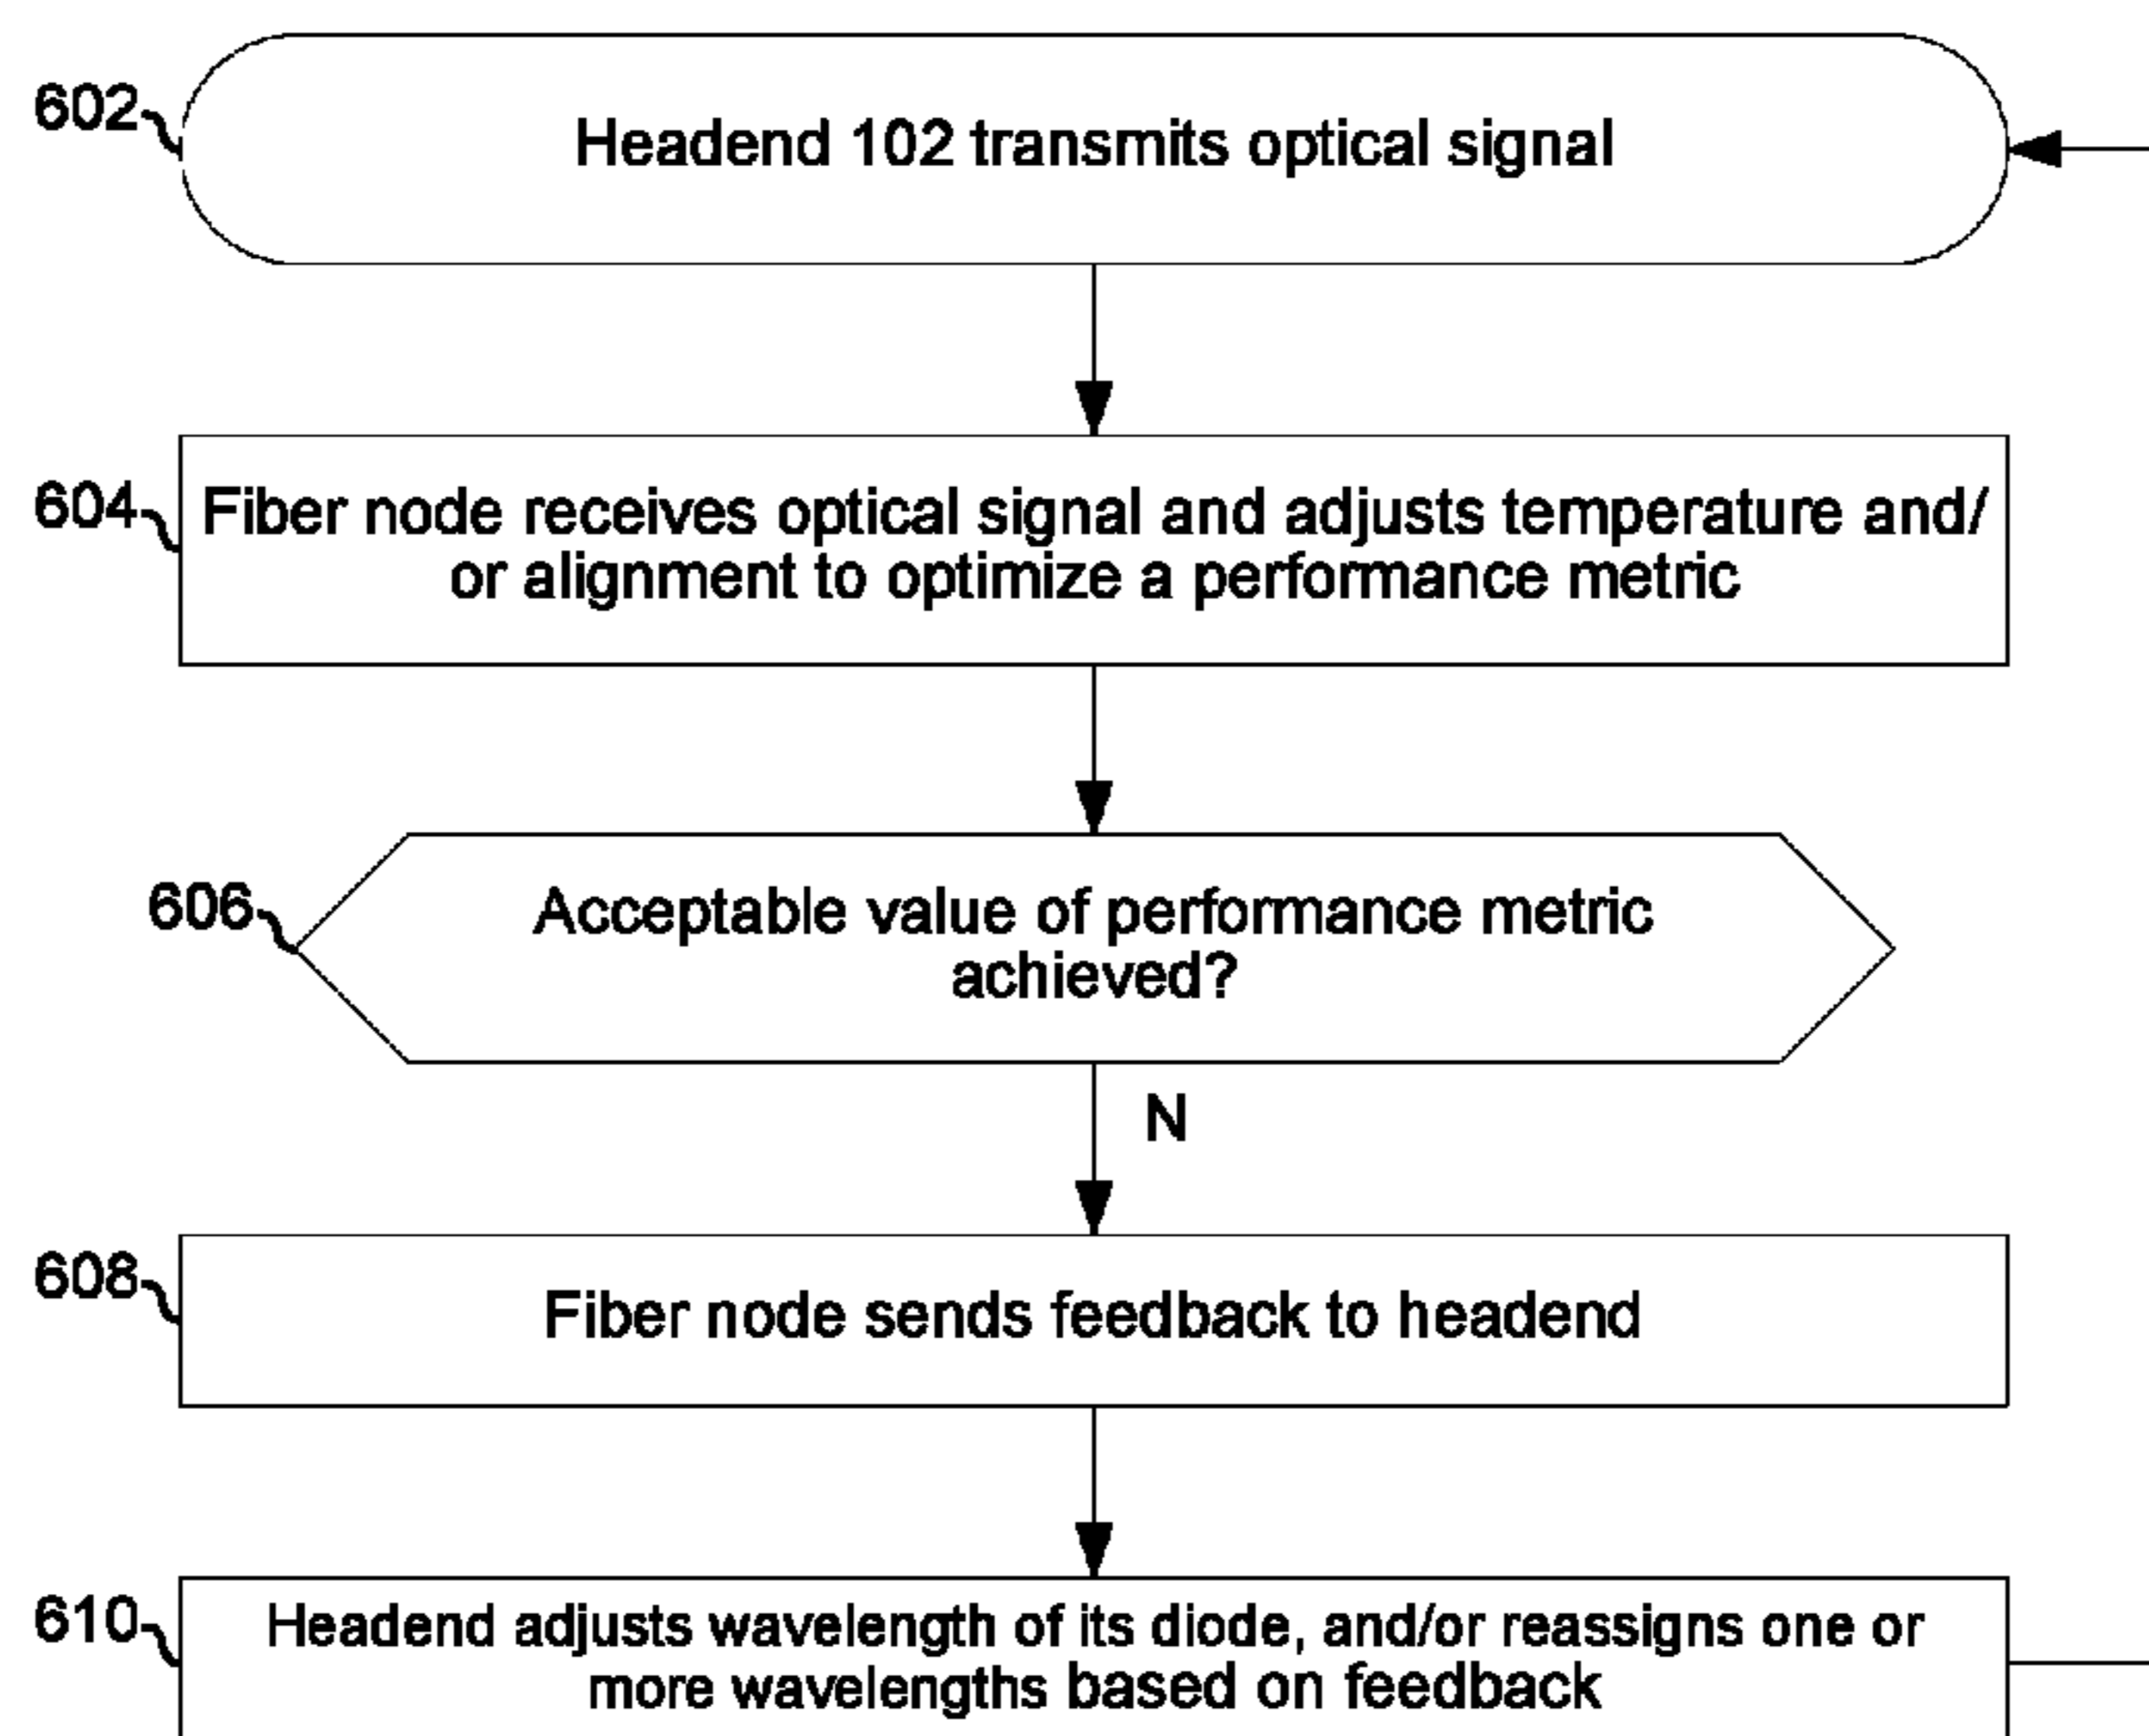 602
Headend 102 transmits optical signal
604
Fiber node receives optical signal and adjusts temperature and/
or alignment to optimize a performance metric
606
Acceptable value of performance metric
achieved?
N
608
Fiber node sends feedback to headend
610
Headend adjusts wavelength of its diode, and/or reassigns one or
more wavelengths based on feedback